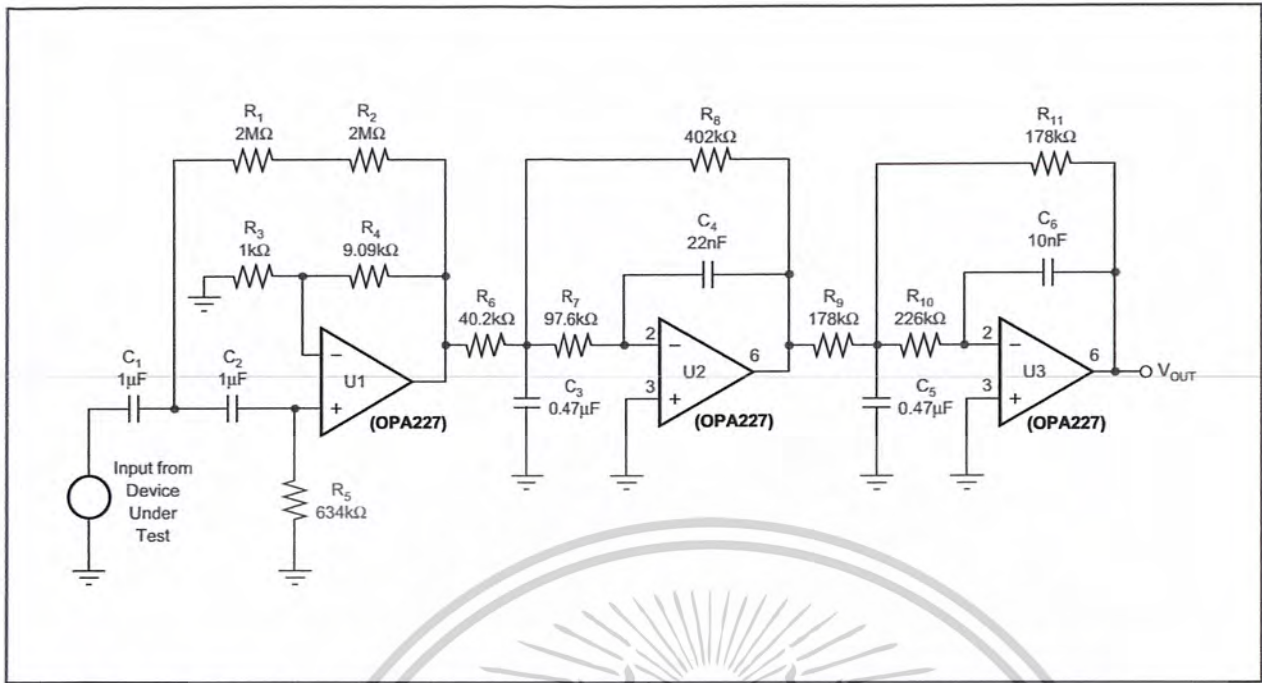 R1
2MΩ
R2
2MΩ
R3
1kΩ
R4
9.09kΩ
C1
1µF
C2
1µF
−
+
U1
(OPA227)
Input from
Device
Under
Test
R5
634kΩ
R6
40.2kΩ
R7
97.6kΩ
R8
402kΩ
C4
22nF
C3
0.47µF
2
−
3
+
U2
6
(OPA227)
R9
178kΩ
R10
226kΩ
R11
178kΩ
C6
10nF
C5
0.47µF
2
−
3
+
U3
6
(OPA227)
VOUT